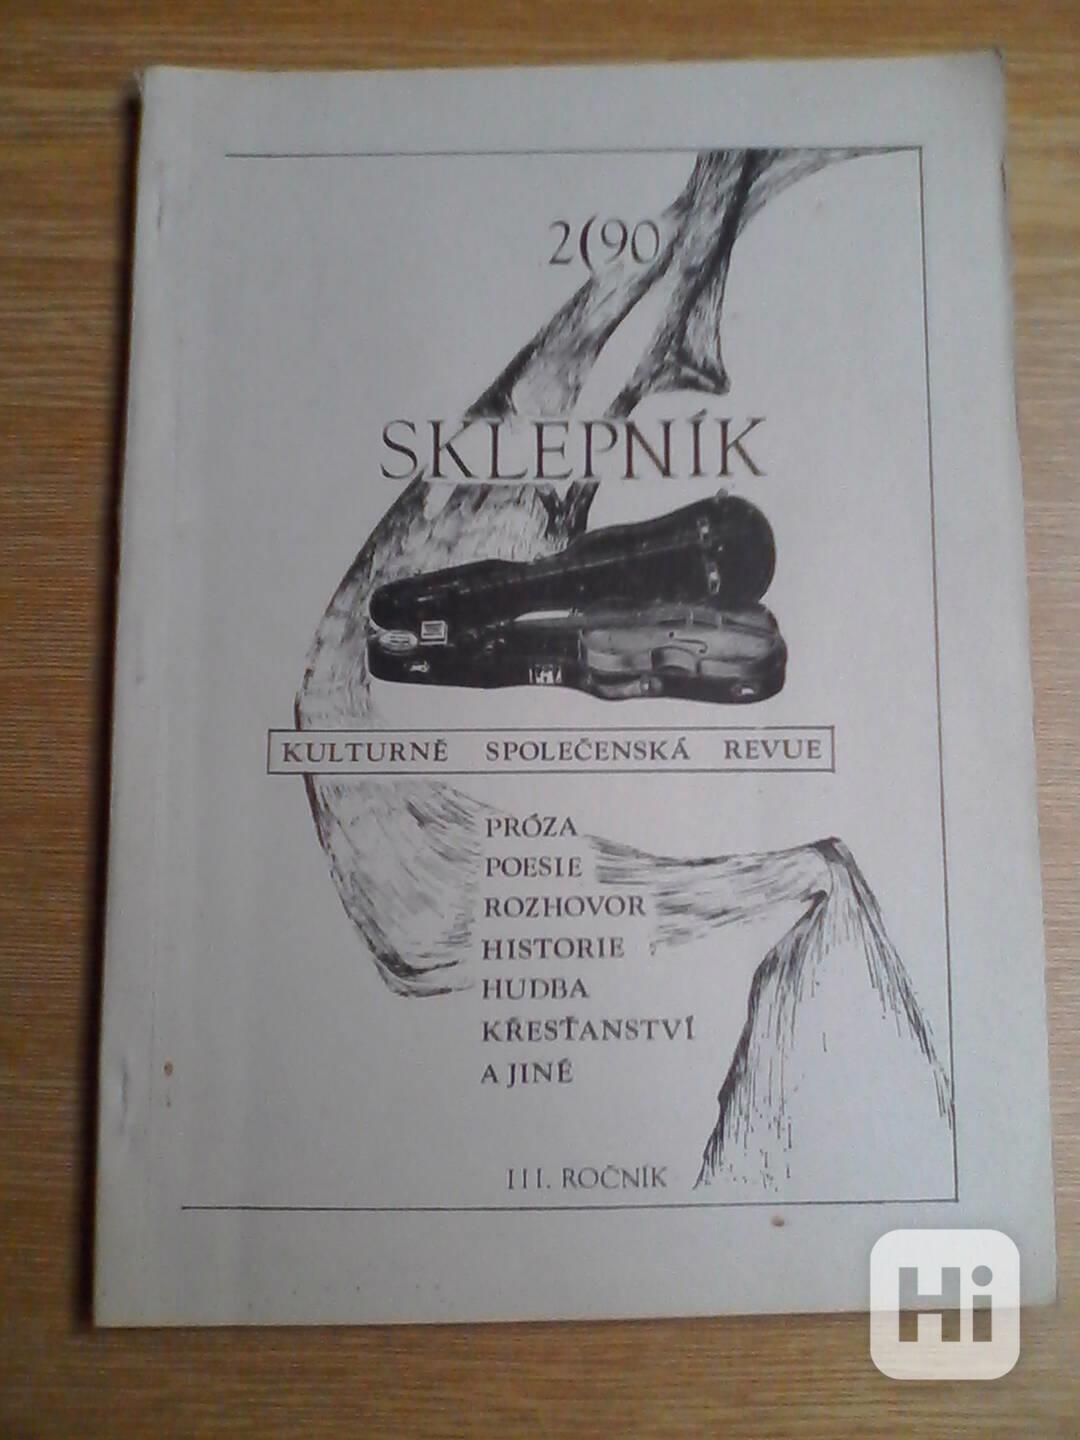 2(90
SKLEPNÍK
KULTURNĚ SPOLEČENSKÁ REVUE
PRÓZA
POESIE
ROZHOVOR
HISTORIE
HUDBA
KŘESŤANSTVÍ
A JINÉ
III. ROČNÍK
Hi